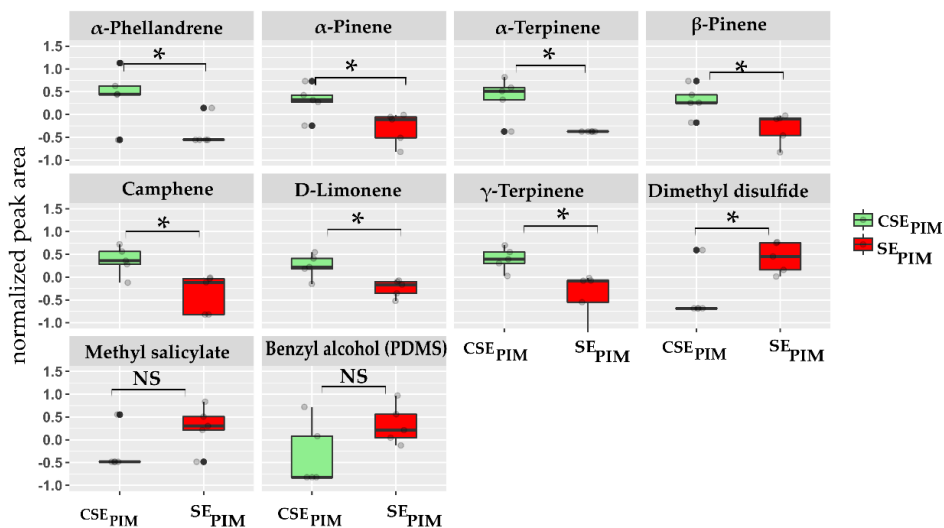 α-Phellandrene α-Pinene α-Terpinene β-Pinene
1.5 * * * *
1.0
0.5
0.0
-0.5
-1.0
Camphene D-Limonene γ-Terpinene Dimethyl disulfide
1.5 * * * *
1.0
0.5
0.0
-0.5
-1.0
CSEPIM SEPIM CSEPIM SEPIM
Methyl salicylate Benzyl alcohol (PDMS)
1.5 NS NS
1.0
0.5
0.0
-0.5
-1.0
CSEPIM SEPIM CSEPIM SEPIM
normalized peak area
CSEPIM
SEPIM